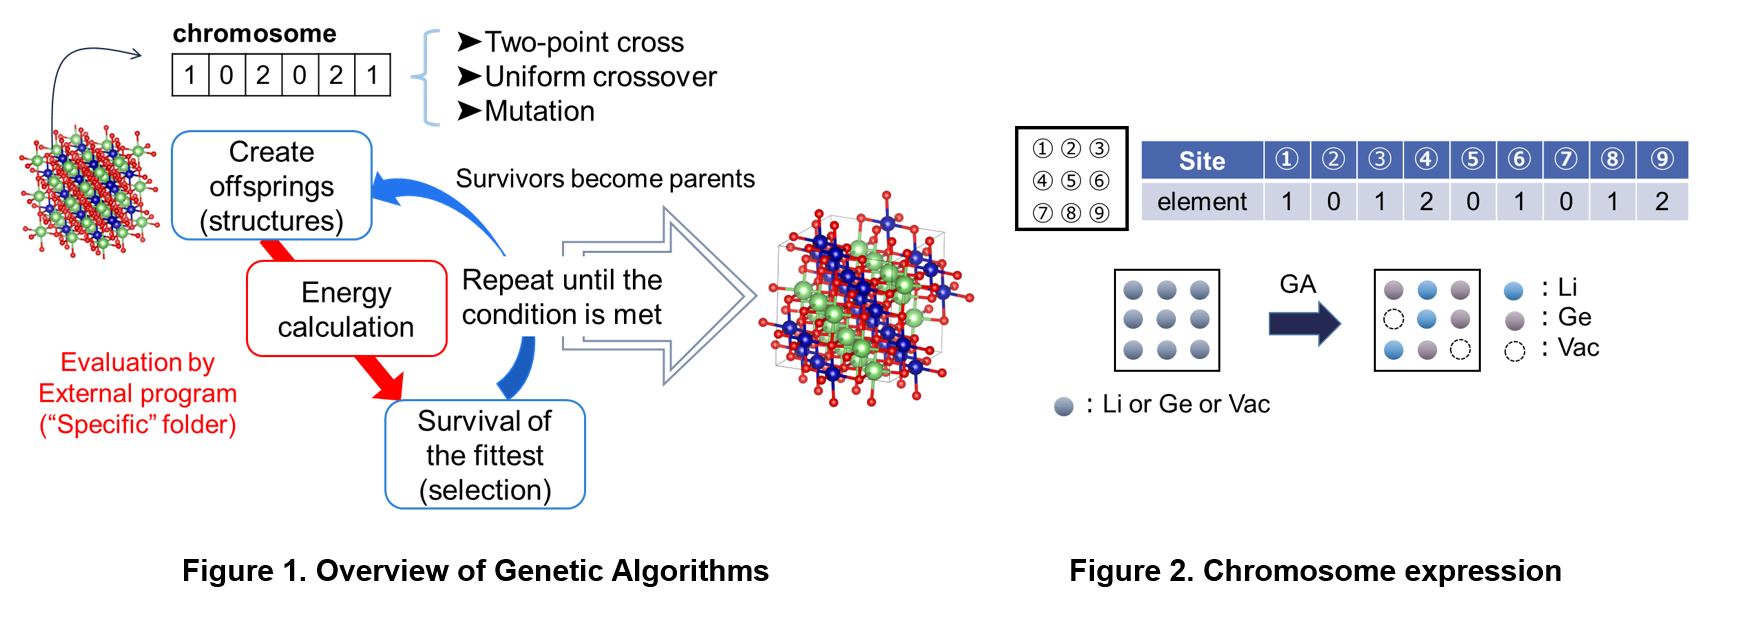 chromosome
1 0 2 0 2 1
➤Two-point cross
➤Uniform crossover
➤Mutation
Create
offsprings
(structures)
Survivors become parents
Energy
calculation
Repeat until the
condition is met
Evaluation by
External program
(“Specific” folder)
Survival of
the fittest
(selection)
Figure 1. Overview of Genetic Algorithms
① ② ③
④ ⑤ ⑥
⑦ ⑧ ⑨
Site ① ② ③ ④ ⑤ ⑥ ⑦ ⑧ ⑨
element 1 0 1 2 0 1 0 1 2
GA
: Li
: Ge
: Vac
: Li or Ge or Vac
Figure 2. Chromosome expression